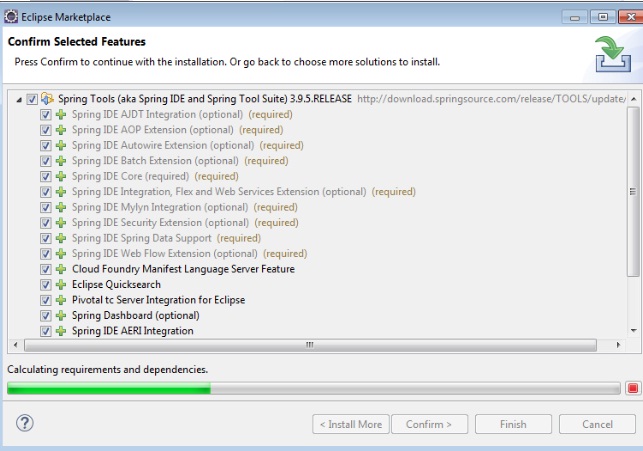 Eclipse Marketplace
Confirm Selected Features
Press Confirm to continue with the installation. Or go back to choose more solutions to install.
Spring Tools (aka Spring IDE and Spring Tool Suite) 3.9.5.RELEASE http://download.springsource.com/release/TOOLS/update/
Spring IDE AJDT Integration (optional) (required)
Spring IDE AOP Extension (optional) (required)
Spring IDE Autowire Extension (optional) (required)
Spring IDE Batch Extension (optional) (required)
Spring IDE Core (required) (required)
Spring IDE Integration, Flex and Web Services Extension (optional) (required)
Spring IDE Mylyn Integration (optional) (required)
Spring IDE Security Extension (optional) (required)
Spring IDE Spring Data Support (required)
Spring IDE Web Flow Extension (optional) (required)
Cloud Foundry Manifest Language Server Feature
Eclipse Quicksearch
Pivotal tc Server Integration for Eclipse
Spring Dashboard (optional)
Spring IDE AERI Integration
Calculating requirements and dependencies.
< Install More Confirm > Finish Cancel